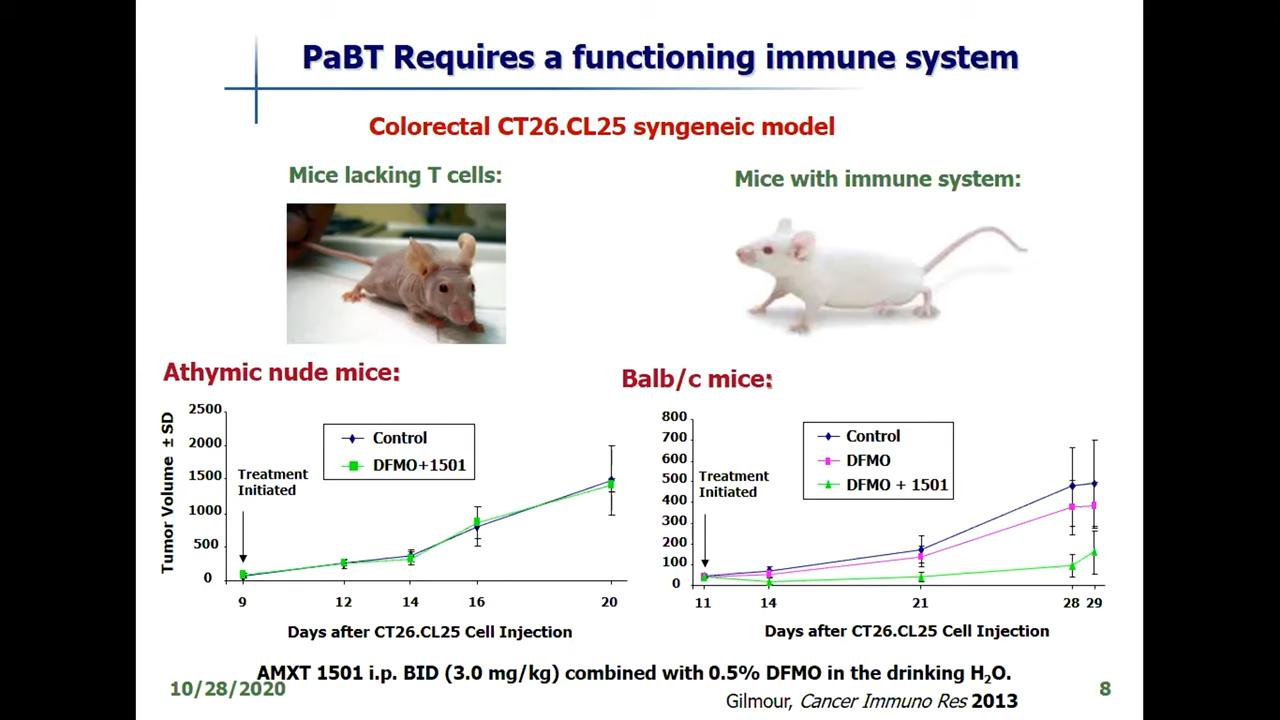 PaBT Requires a functioning immune system
Colorectal CT26.CL25 syngeneic model
Mice lacking T cells:
Mice with immune system:
Athymic nude mice:
Tumor Volume ± SD
2500
2000
1500
1000
500
0
Control
DFMO+1501
Treatment
Initiated
9 12 14 16 20
Days after CT26.CL25 Cell Injection
Balb/c mice:
800
700
600
500
400
300
200
100
0
Control
DFMO
DFMO + 1501
Treatment
Initiated
11 14 21 28 29
Days after CT26.CL25 Cell Injection
AMXT 1501 i.p. BID (3.0 mg/kg) combined with 0.5% DFMO in the drinking H₂O.
10/28/2020
Gilmour, Cancer Immuno Res 2013
8